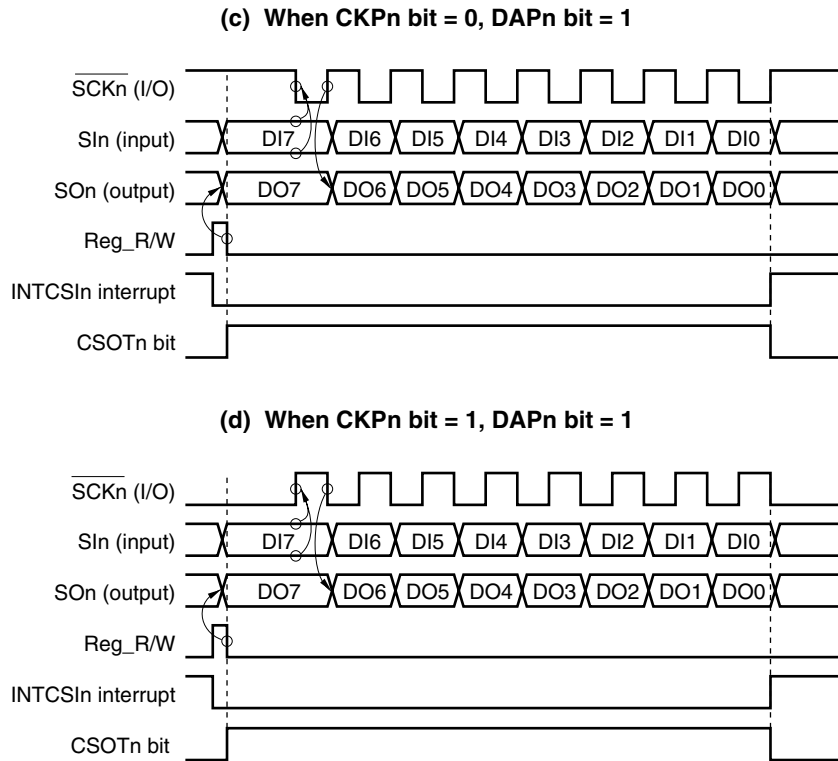 (c) When CKPn bit = 0, DAPn bit = 1
SCKn (I/O)
SIn (input) DI7 DI6 DI5 DI4 DI3 DI2 DI1 DI0
SOn (output) DO7 DO6 DO5 DO4 DO3 DO2 DO1 DO0
Reg_R/W
INTCSIn interrupt
CSOTn bit
(d) When CKPn bit = 1, DAPn bit = 1
SCKn (I/O)
SIn (input) DI7 DI6 DI5 DI4 DI3 DI2 DI1 DI0
SOn (output) DO7 DO6 DO5 DO4 DO3 DO2 DO1 DO0
Reg_R/W
INTCSIn interrupt
CSOTn bit